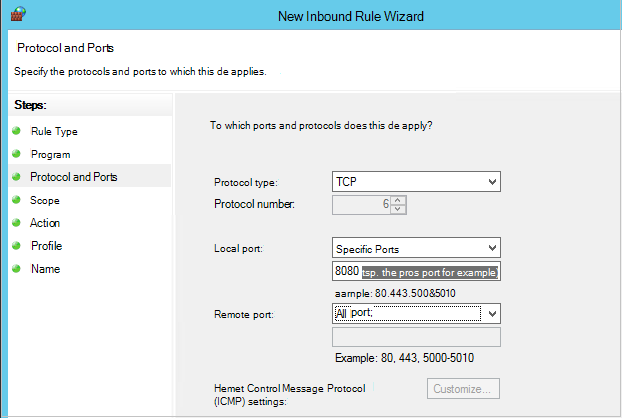 New Inbound Rule Wizard
Protocol and Ports
Specify the protocols and ports to which this de applies.
Steps:
Rule Type
Program
Protocol and Ports
Scope
Action
Profile
Name
To which ports and protocols does this de apply?
Protocol type: TCP
Protocol number: 6
Local port: Specific Ports
8080 tsp. the pros port for example)
aample: 80.443.500&5010
Remote port: All port;
Example: 80, 443, 5000-5010
Hemet Control Message Protocol
(ICMP) settings: Customize...